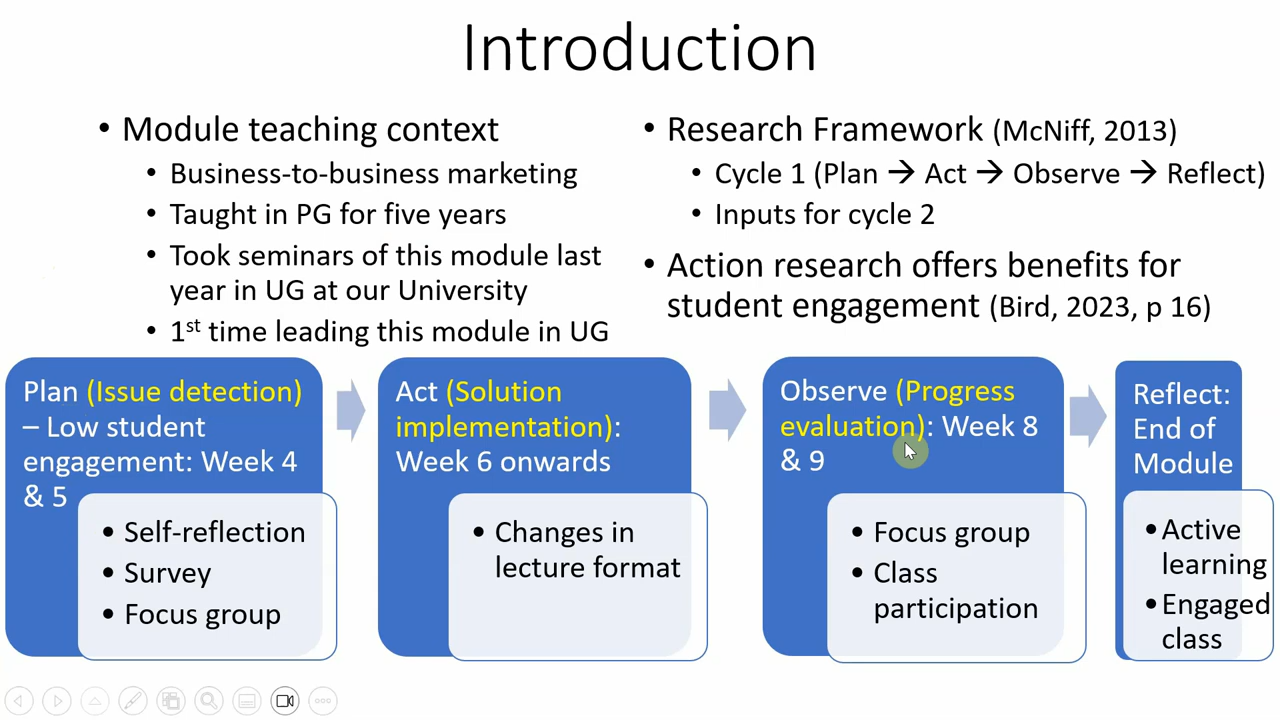 Introduction
• Module teaching context
• Business-to-business marketing
• Taught in PG for five years
• Took seminars of this module last
year in UG at our University
• 1st time leading this module in UG
• Research Framework (McNiff, 2013)
• Cycle 1 (Plan → Act → Observe → Reflect)
• Inputs for cycle 2
• Action research offers benefits for
student engagement (Bird, 2023, p 16)
Plan (Issue detection)
– Low student
engagement: Week 4
& 5
• Self-reflection
• Survey
• Focus group
Act (Solution
implementation):
Week 6 onwards
• Changes in
lecture format
Observe (Progress
evaluation): Week 8
& 9
• Focus group
• Class
participation
Reflect:
End of
Module
• Active
learning
• Engaged
class